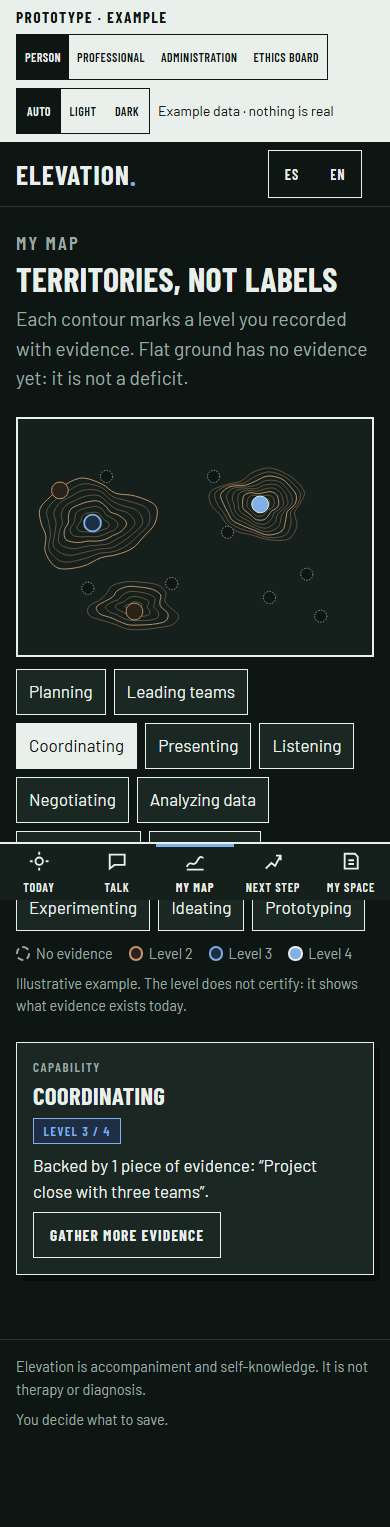 PROTOTYPE · EXAMPLE
PERSON PROFESSIONAL ADMINISTRATION ETHICS BOARD
AUTO LIGHT DARK Example data · nothing is real
ELEVATION.
ES EN
MY MAP
TERRITORIES, NOT LABELS
Each contour marks a level you recorded
with evidence. Flat ground has no evidence
yet: it is not a deficit.
Planning Leading teams
Coordinating Presenting Listening
Negotiating Analyzing data
TODAY TALK MY MAP NEXT STEP MY SPACE
Experimenting Ideating Prototyping
No evidence Level 2 Level 3 Level 4
Illustrative example. The level does not certify: it shows
what evidence exists today.
CAPABILITY
COORDINATING
LEVEL 3 / 4
Backed by 1 piece of evidence: “Project
close with three teams”.
GATHER MORE EVIDENCE
Elevation is accompaniment and self-knowledge. It is not
therapy or diagnosis.
You decide what to save.